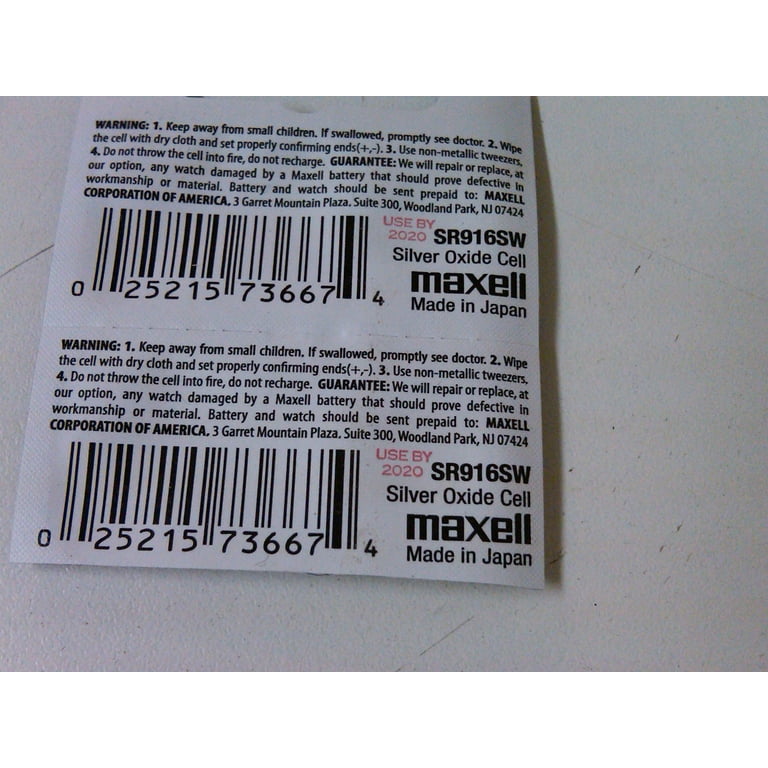 WARNING: 1. Keep away from small children. If swallowed, promptly see doctor. 2. Wipe
the cell with dry cloth and set properly confirming ends(+,-). 3. Use non-metallic tweezers,
4. Do not throw the cell into fire, do not recharge. GUARANTEE: We will repair or replace, at
our option, any watch damaged by a Maxell battery that should prove defective in
workmanship or material. Battery and watch should be sent prepaid to: MAXELL
CORPORATION OF AMERICA. 3 Garret Mountain Plaza. Suite 300, Woodland Park, NJ 07424
USE BY
2020 SR916SW
Silver Oxide Cell
maxell
Made in Japan
0 25215 73667 4
WARNING: 1. Keep away from small children. If swallowed, promptly see doctor. 2. Wipe
the cell with dry cloth and set properly confirming ends(+,-). 3. Use non-metallic tweezers,
4. Do not throw the cell into fire, do not recharge. GUARANTEE: We will repair or replace, at
our option, any watch damaged by a Maxell battery that should prove defective in
workmanship or material. Battery and watch should be sent prepaid to: MAXELL
CORPORATION OF AMERICA. 3 Garret Mountain Plaza. Suite 300, Woodland Park, NJ 07424
USE BY
2020 SR916SW
Silver Oxide Cell
maxell
Made in Japan
0 25215 73667 4